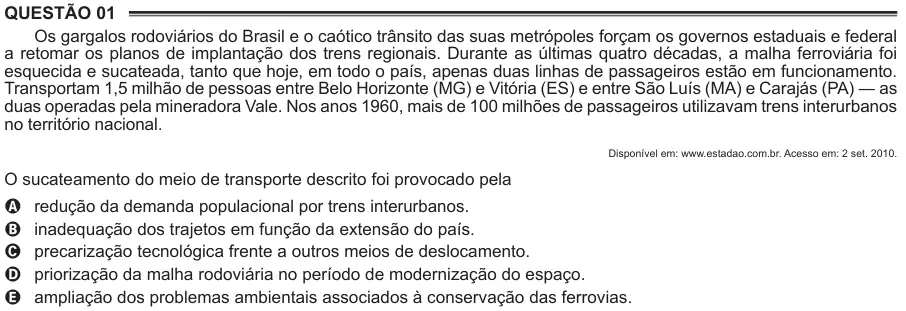 QUESTÃO 01
Os gargalos rodoviários do Brasil e o caótico trânsito das suas metrópoles forçam os governos estaduais e federal
a retomar os planos de implantação dos trens regionais. Durante as últimas quatro décadas, a malha ferroviária foi
esquecida e sucateada, tanto que hoje, em todo o país, apenas duas linhas de passageiros estão em funcionamento.
Transportam 1,5 milhão de pessoas entre Belo Horizonte (MG) e Vitória (ES) e entre São Luís (MA) e Carajás (PA) — as
duas operadas pela mineradora Vale. Nos anos 1960, mais de 100 milhões de passageiros utilizavam trens interurbanos
no território nacional.
Disponível em: www.estadao.com.br. Acesso em: 2 set. 2010.
O sucateamento do meio de transporte descrito foi provocado pela
A redução da demanda populacional por trens interurbanos.
B inadequação dos trajetos em função da extensão do país.
C precarização tecnológica frente a outros meios de deslocamento.
D priorização da malha rodoviária no período de modernização do espaço.
E ampliação dos problemas ambientais associados à conservação das ferrovias.